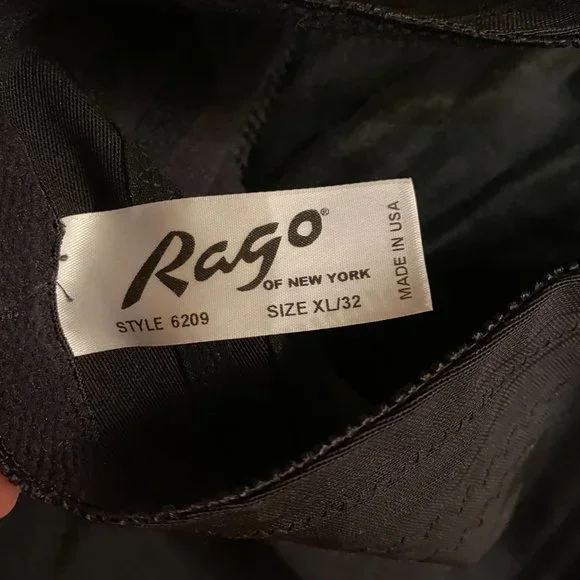 Rago®
OF NEW YORK
STYLE 6209
SIZE XL/32
MADE IN USA